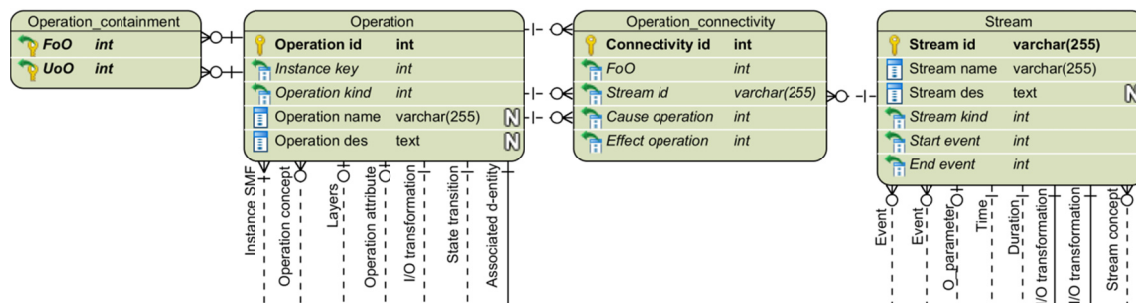 Operation_containment
FoO int
UoO int
Operation
Operation id int
Instance key int
Operation kind int
Operation name varchar(255) N
Operation des text N
Operation_connectivity
Connectivity id int
FoO int
Stream id varchar(255)
Cause operation int
Effect operation int
Stream
Stream id varchar(255)
Stream name varchar(255)
Stream des text N
Stream kind int
Start event int
End event int
Instance SMF
Operation concept
Layers
Operation attribute
I/O transformation
State transition
Associated d-entity
Event
Event
O_parameter
Time
Duration
I/O transformation
I/O transformation
Stream concept